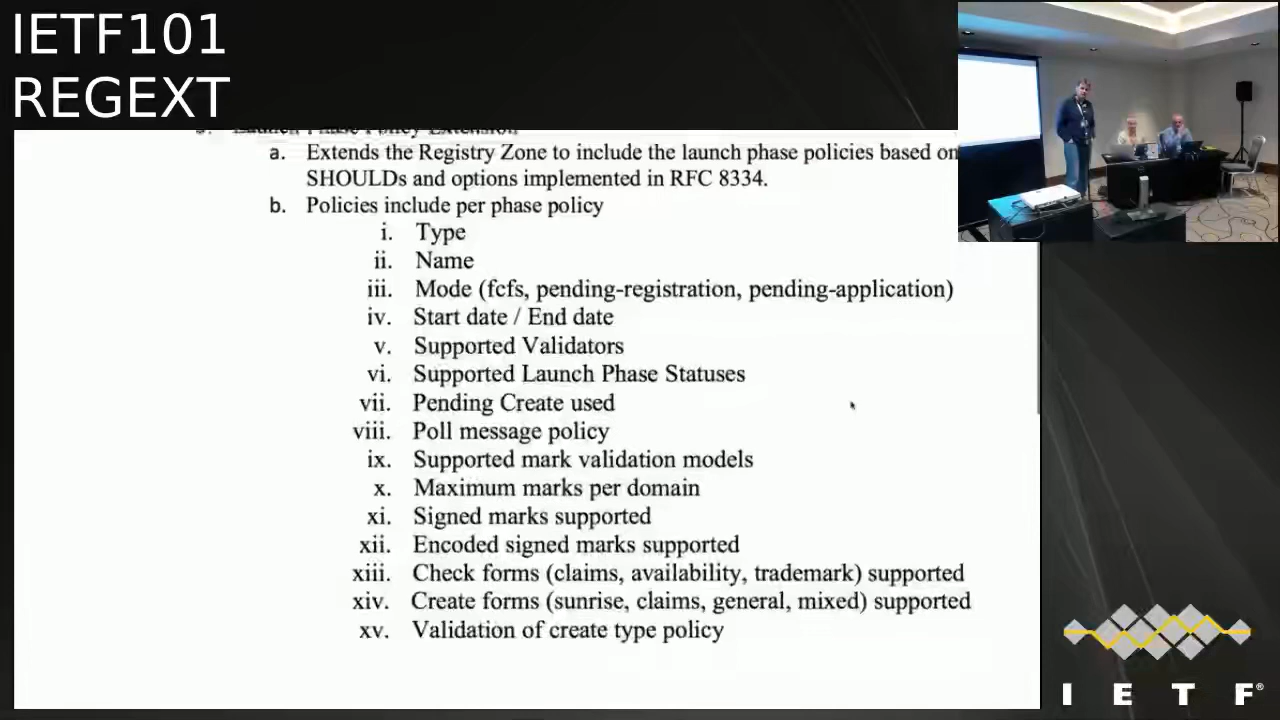 IETF101
REGEXT
Launch Phase Policy Extension
a. Extends the Registry Zone to include the launch phase policies based on
SHOULDs and options implemented in RFC 8334.
b. Policies include per phase policy
i. Type
ii. Name
iii. Mode (fcfs, pending-registration, pending-application)
iv. Start date / End date
v. Supported Validators
vi. Supported Launch Phase Statuses
vii. Pending Create used
viii. Poll message policy
ix. Supported mark validation models
x. Maximum marks per domain
xi. Signed marks supported
xii. Encoded signed marks supported
xiii. Check forms (claims, availability, trademark) supported
xiv. Create forms (sunrise, claims, general, mixed) supported
xv. Validation of create type policy
I E T F®